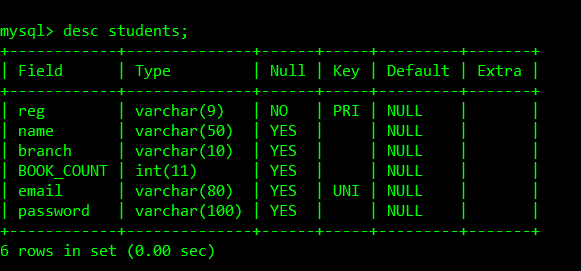 mysql> desc students;
+------------+--------------+------+-----+---------+-------+
| Field      | Type         | Null | Key | Default | Extra |
+------------+--------------+------+-----+---------+-------+
| reg        | varchar(9)   | NO   | PRI | NULL    |       |
| name       | varchar(50)  | YES  |     | NULL    |       |
| branch     | varchar(10)  | YES  |     | NULL    |       |
| BOOK_COUNT | int(11)      | YES  |     | NULL    |       |
| email      | varchar(80)  | YES  | UNI | NULL    |       |
| password   | varchar(100) | YES  |     | NULL    |       |
+------------+--------------+------+-----+---------+-------+
6 rows in set (0.00 sec)